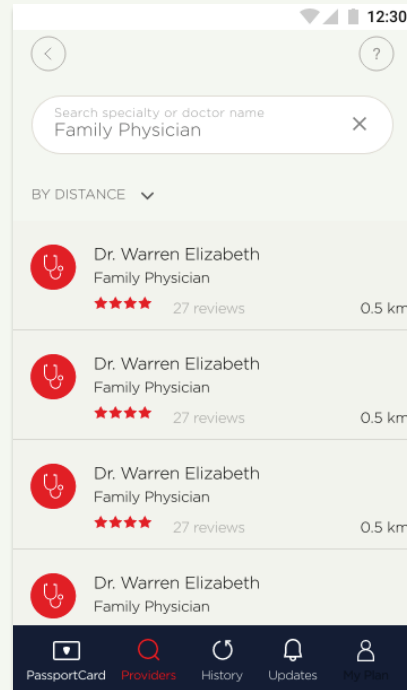 12:30
?
Search specialty or doctor name
Family Physician
BY DISTANCE
Dr. Warren Elizabeth
Family Physician
27 reviews
0.5 km
Dr. Warren Elizabeth
Family Physician
27 reviews
0.5 km
Dr. Warren Elizabeth
Family Physician
27 reviews
0.5 km
Dr. Warren Elizabeth
Family Physician
PassportCard Providers History Updates My Plan